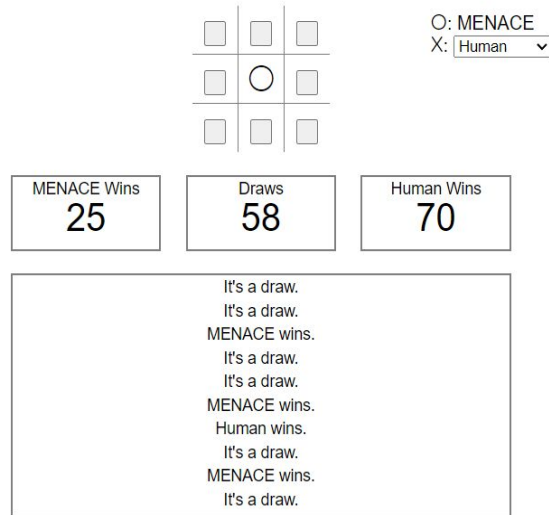 O: MENACE
X: Human
MENACE Wins
25
Draws
58
Human Wins
70
It's a draw.
It's a draw.
MENACE wins.
It's a draw.
It's a draw.
MENACE wins.
Human wins.
It's a draw.
MENACE wins.
It's a draw.